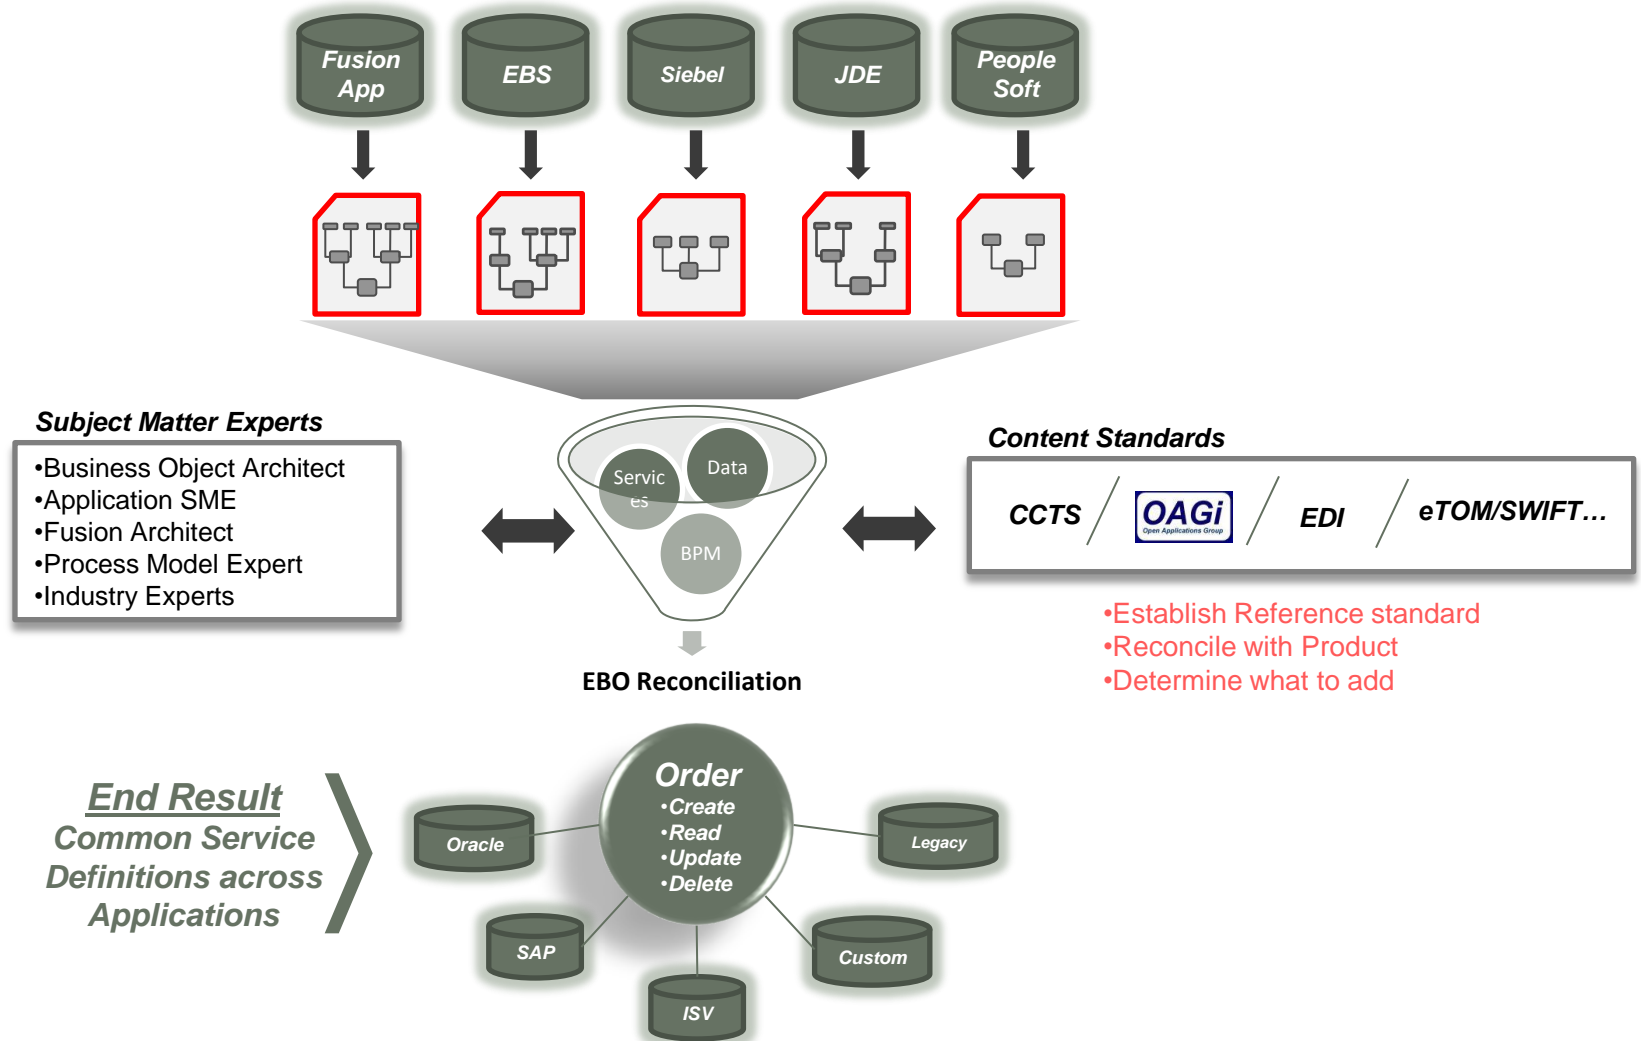 Fusion
App
EBS
Siebel
JDE
People
Soft
Subject Matter Experts
•Business Object Architect
•Application SME
•Fusion Architect
•Process Model Expert
•Industry Experts
Servic
es
Data
BPM
Content Standards
CCTS
OAGi
Open Applications Group
EDI
eTOM/SWIFT...
•Establish Reference standard
•Reconcile with Product
•Determine what to add
EBO Reconciliation
End Result
Common Service
Definitions across
Applications
Order
•Create
•Read
•Update
•Delete
Oracle
Legacy
SAP
Custom
ISV